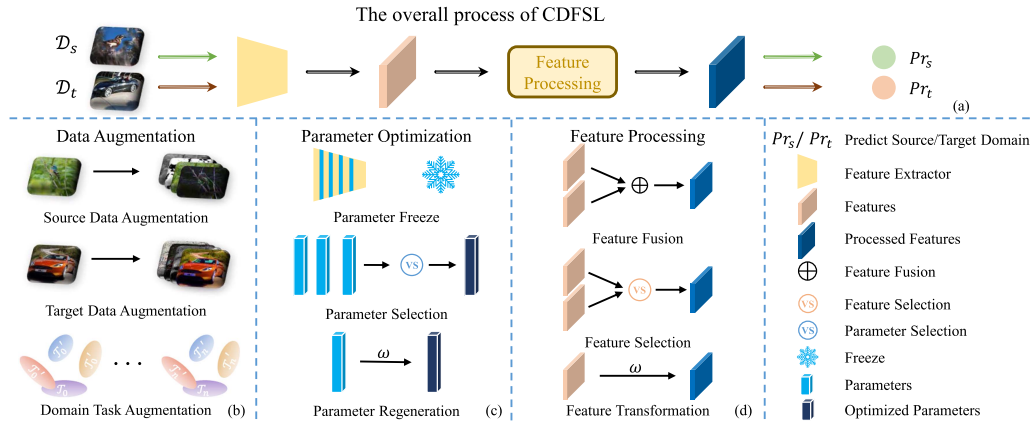 The overall process of CDFSL
𝒟ₛ
𝒟ₜ
Feature
Processing
Prₛ
Prₜ
(a)
Data Augmentation
Source Data Augmentation
Target Data Augmentation
. . .
Domain Task Augmentation
(b)
Parameter Optimization
Parameter Freeze
VS
Parameter Selection
ω
Parameter Regeneration
(c)
Feature Processing
Feature Fusion
VS
Feature Selection
ω
Feature Transformation
(d)
Prₛ/ Prₜ Predict Source/Target Domain
Feature Extractor
Features
Processed Features
Feature Fusion
VS Feature Selection
VS Parameter Selection
Freeze
Parameters
Optimized Parameters